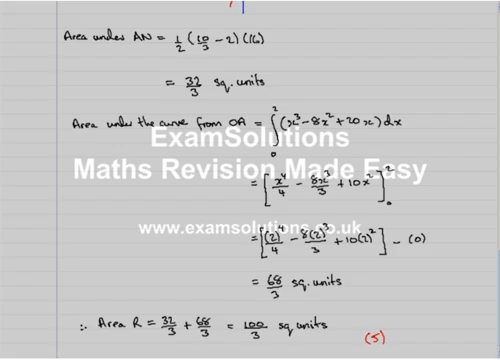 Area under AN = 1/2 (10/3 - 2)(16)
= 32/3 sq. units
Area under the curve from OA = ∫₀² (x³ - 8x² + 20x) dx
ExamSolutions
Maths Revision Made Easy
= [x⁴/4 - 8x³/3 + 10x²]₀²
www.examsolutions.co.uk
= [(2)⁴/4 - 8(2)³/3 + 10(2)²] - (0)
= 68/3 sq. units
∴ Area R = 32/3 + 68/3 = 100/3 sq units
(5)